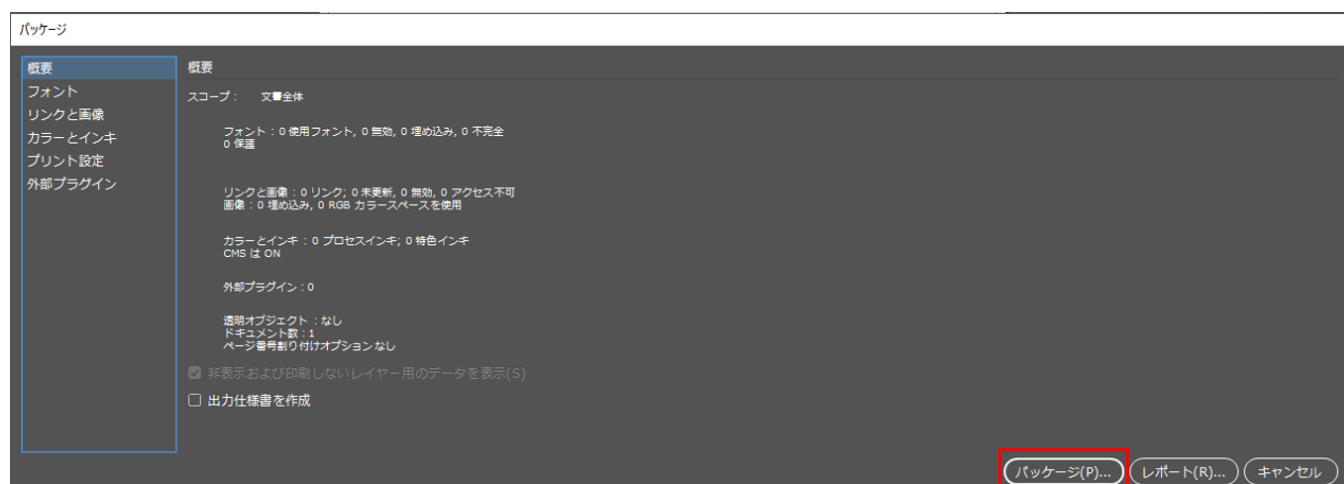 パッケージ
概要
フォント
リンクと画像
カラーとインキ
プリント設定
外部プラグイン
概要
スコープ： 文■全体
フォント：0 使用フォント, 0 無効, 0 埋め込み, 0 不完全
0 保護
リンクと画像：0 リンク; 0 未更新, 0 無効, 0 アクセス不可
画像：0 埋め込み, 0 RGB カラースペースを使用
カラーとインキ：0 プロセスインキ; 0 特色インキ
CMS は ON
外部プラグイン：0
透明オブジェクト：なし
ドキュメント数：1
ページ番号割り付けオプションなし
非表示および印刷しないレイヤー用のデータを表示(S)
出力仕様書を作成
パッケージ(P)... レポート(R)... キャンセル